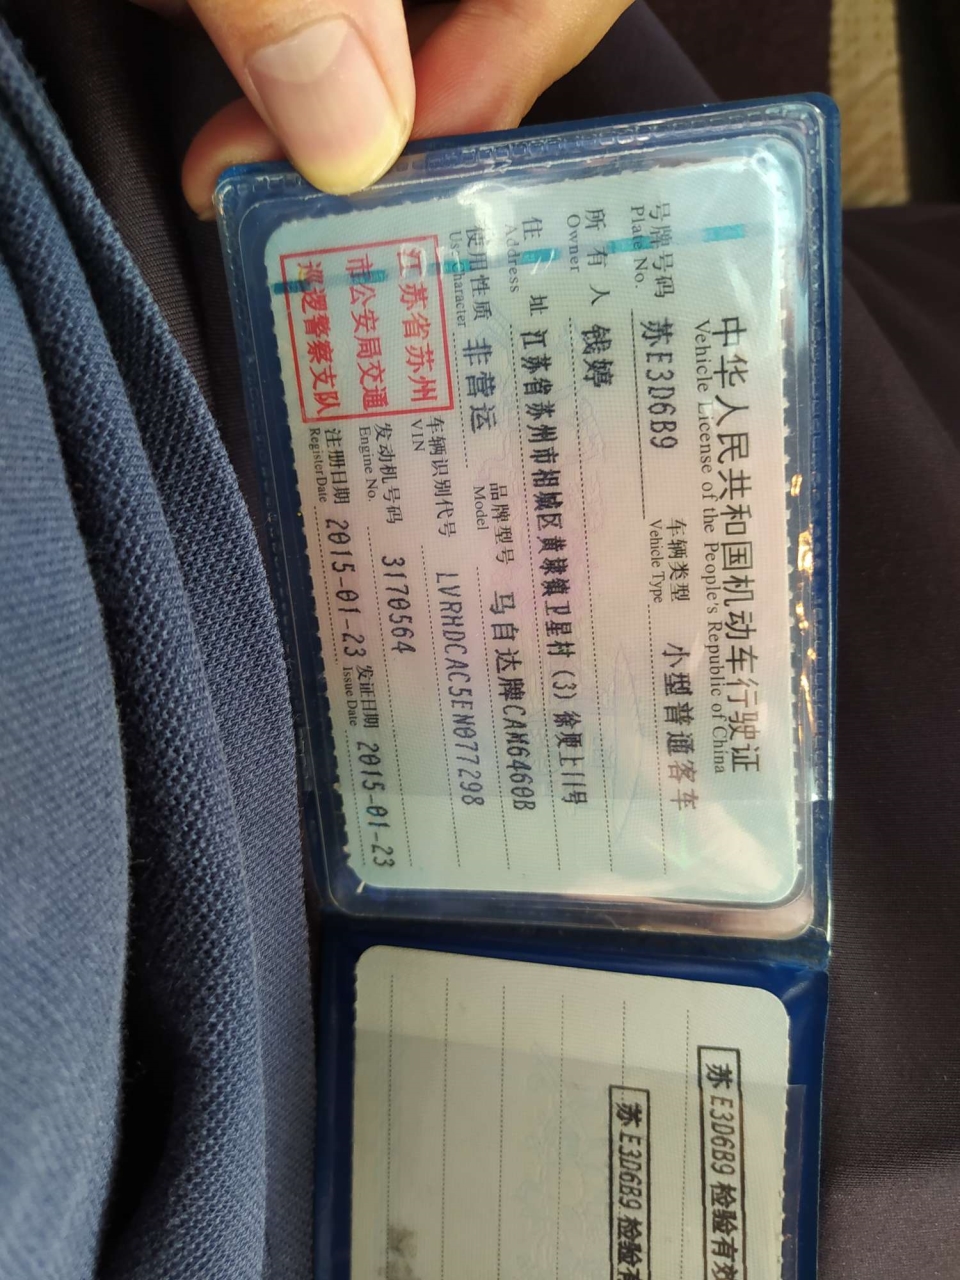 中华人民共和国机动车行驶证
Vehicle License of the People's Republic of China
号牌号码 苏E3D6B9 车辆类型 小型普通客车
Plate No. Vehicle Type
所有人 钱婷
Owner
住址 江苏省苏州市相城区黄埭镇卫星村(3)徐埂上11号
Address
使用性质 非营运 品牌型号 马自达牌CAM6460B
Use Character Model
江苏省苏州
市公安局交通
巡逻警察支队
车辆识别代号 LVRHDCAC5EN077298
VIN
发动机号码 3170564
Engine No.
注册日期 2015-01-23 发证日期 2015-01-23
Register Date Issue Date
苏E3D6B9 检验有效
苏E3D6B9 检验有